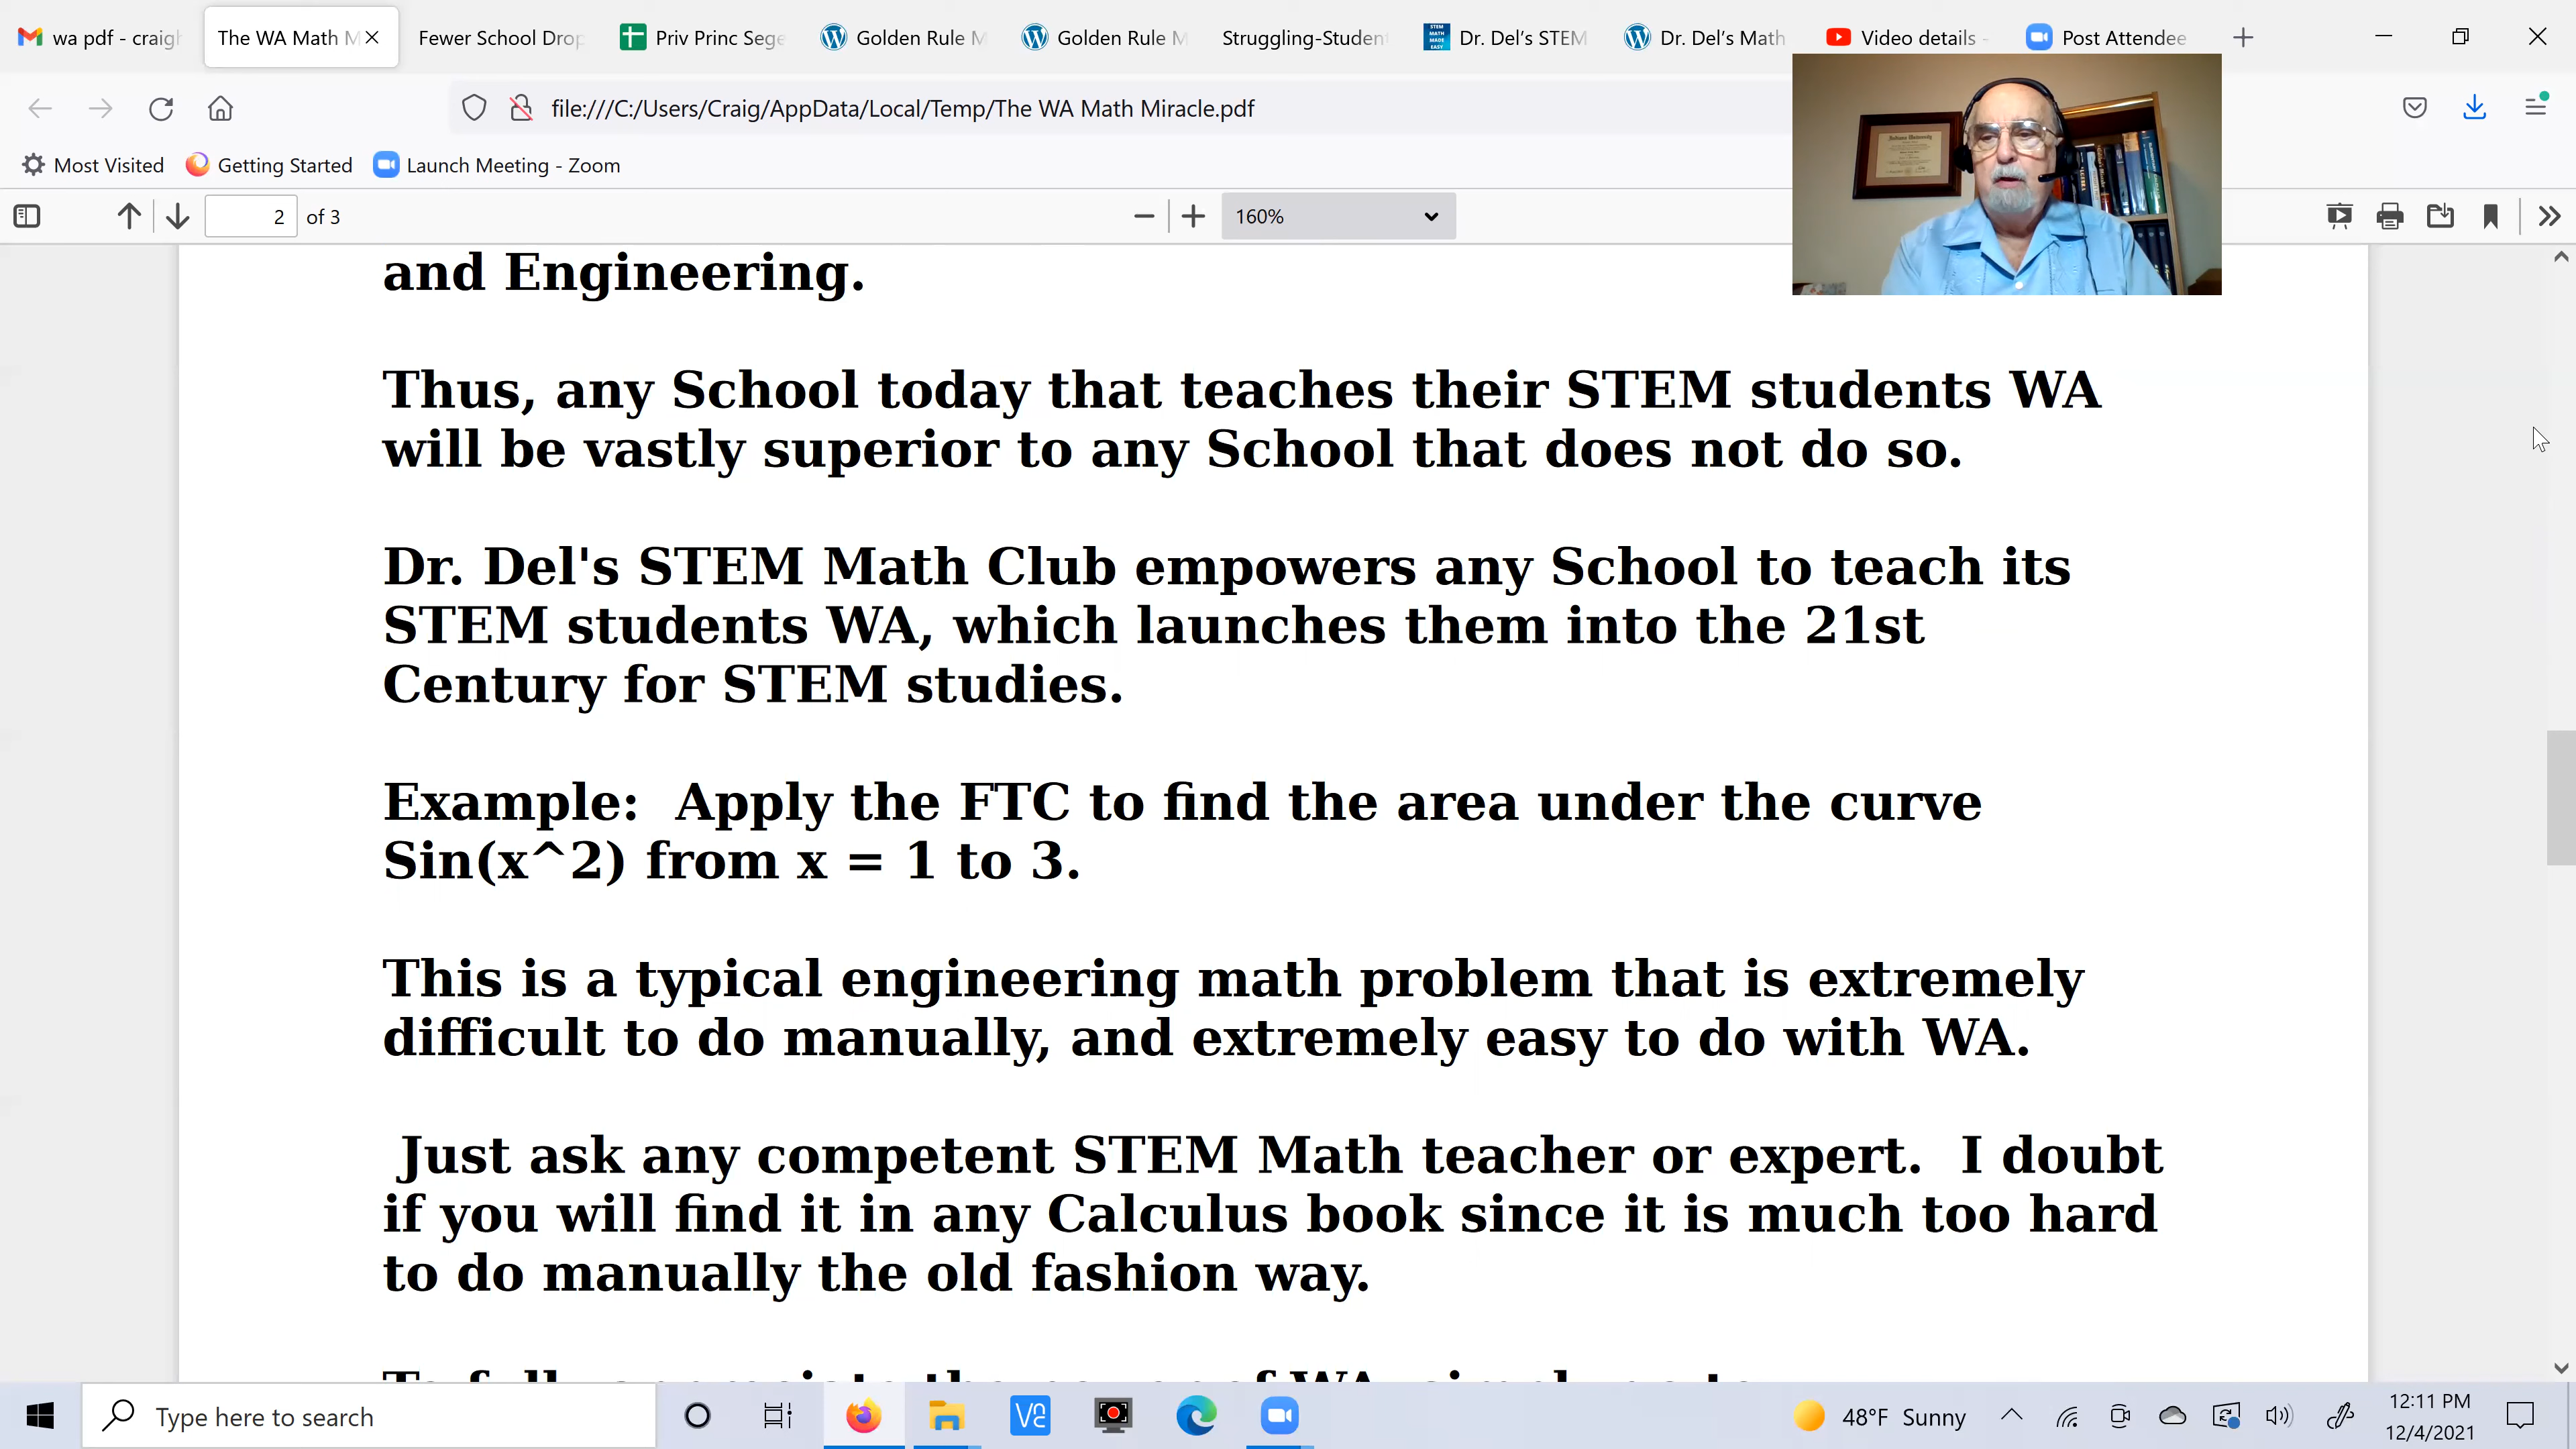 wa pdf - craigh
The WA Math M
Fewer School Drop
Priv Princ Sege
Golden Rule M
Golden Rule M
Struggling-Student
STEM MATH MADE EASY
Dr. Del's STEM
Dr. Del's Math
Video details -
Post Attendee
file:///C:/Users/Craig/AppData/Local/Temp/The WA Math Miracle.pdf
Most Visited
Getting Started
Launch Meeting - Zoom
2 of 3
160%
Indiana University
and Engineering.
Thus, any School today that teaches their STEM students WA
will be vastly superior to any School that does not do so.
Dr. Del's STEM Math Club empowers any School to teach its
STEM students WA, which launches them into the 21st
Century for STEM studies.
Example:  Apply the FTC to find the area under the curve
Sin(x^2) from x = 1 to 3.
This is a typical engineering math problem that is extremely
difficult to do manually, and extremely easy to do with WA.
Just ask any competent STEM Math teacher or expert.  I doubt
if you will find it in any Calculus book since it is much too hard
to do manually the old fashion way.
Type here to search
48°F Sunny
12:11 PM
12/4/2021